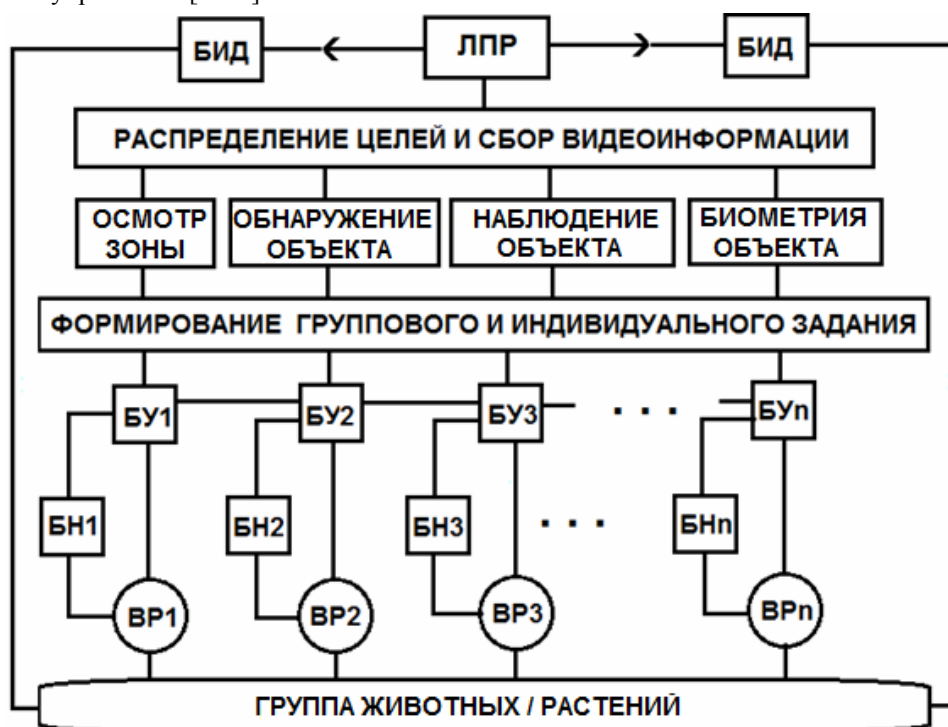 БИД ЛПР БИД
РАСПРЕДЕЛЕНИЕ ЦЕЛЕЙ И СБОР ВИДЕОИНФОРМАЦИИ
ОСМОТР
ЗОНЫ
ОБНАРУЖЕНИЕ
ОБЪЕКТА
НАБЛЮДЕНИЕ
ОБЪЕКТА
БИОМЕТРИЯ
ОБЪЕКТА
ФОРМИРОВАНИЕ ГРУППОВОГО И ИНДИВИДУАЛЬНОГО ЗАДАНИЯ
БУ1 БУ2 БУ3 . . . БУn
БН1 БН2 БН3 . . . БНn
ВР1 ВР2 ВР3 ВРn
ГРУППА ЖИВОТНЫХ / РАСТЕНИЙ